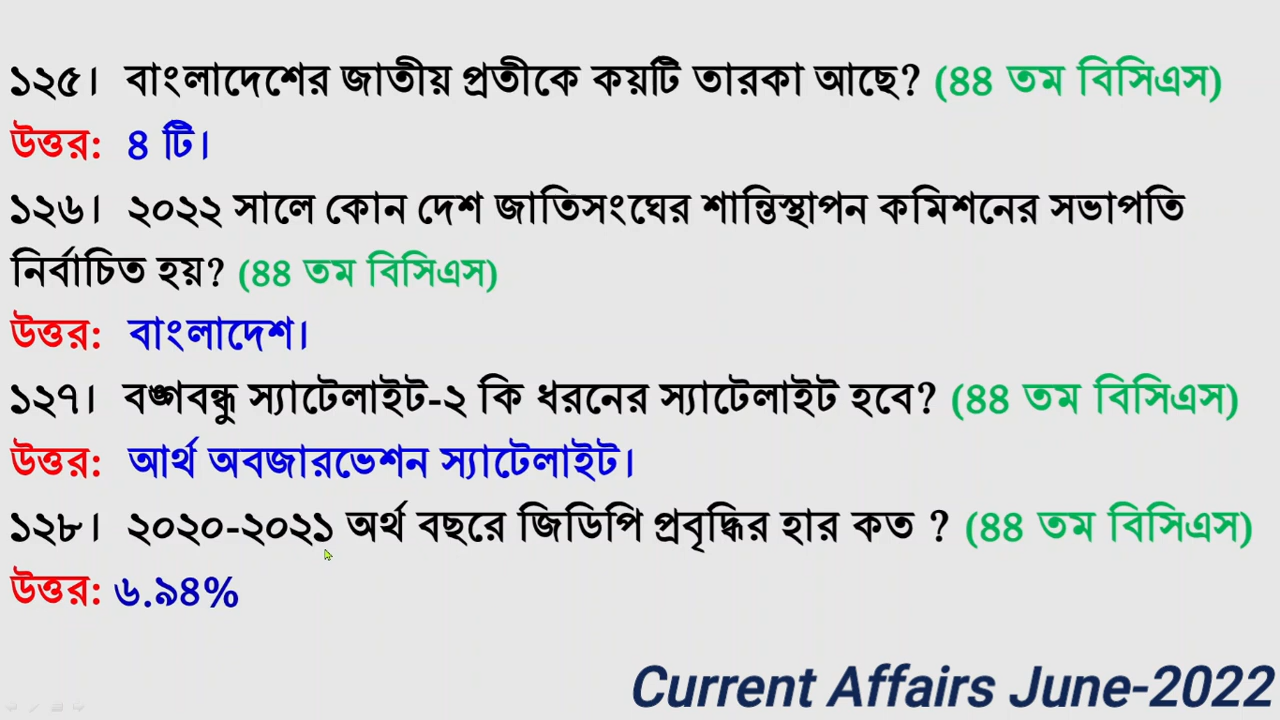 ১২৫। বাংলাদেশের জাতীয় প্রতীকে কয়টি তারকা আছে? (৪৪ তম বিসিএস)
উত্তর: ৪ টি।
১২৬। ২০২২ সালে কোন দেশ জাতিসংঘের শান্তিস্থাপন কমিশনের সভাপতি
নির্বাচিত হয়? (৪৪ তম বিসিএস)
উত্তর: বাংলাদেশ।
১২৭। বঙ্গবন্ধু স্যাটেলাইট-২ কি ধরনের স্যাটেলাইট হবে? (৪৪ তম বিসিএস)
উত্তর: আর্থ অবজারভেশন স্যাটেলাইট।
১২৮। ২০২০-২০২১ অর্থ বছরে জিডিপি প্রবৃদ্ধির হার কত ? (৪৪ তম বিসিএস)
উত্তর: ৬.৯৪%
Current Affairs June-2022